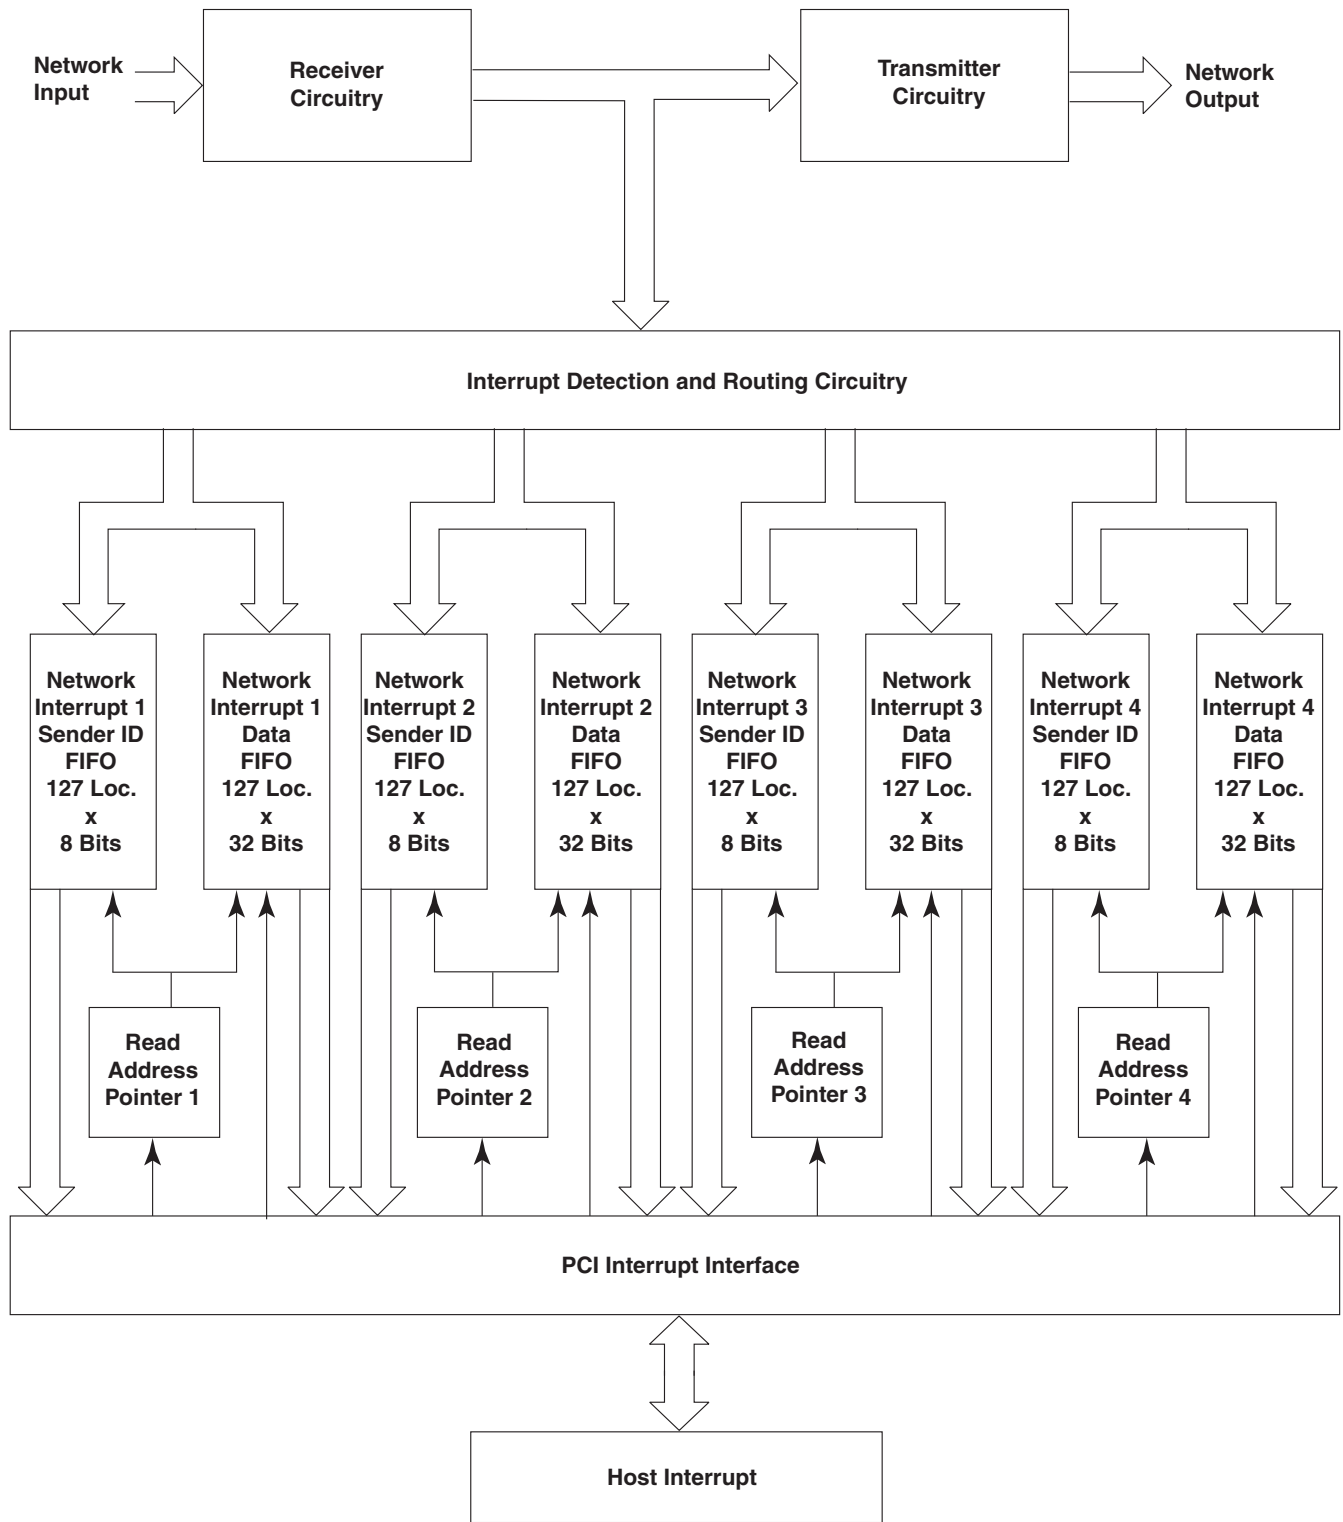 Network
Input
Receiver
Circuitry
Transmitter
Circuitry
Network
Output
Interrupt Detection and Routing Circuitry
Network
Interrupt 1
Sender ID
FIFO
127 Loc.
x
8 Bits
Network
Interrupt 1
Data
FIFO
127 Loc.
x
32 Bits
Network
Interrupt 2
Sender ID
FIFO
127 Loc.
x
8 Bits
Network
Interrupt 2
Data
FIFO
127 Loc.
x
32 Bits
Network
Interrupt 3
Sender ID
FIFO
127 Loc.
x
8 Bits
Network
Interrupt 3
Data
FIFO
127 Loc.
x
32 Bits
Network
Interrupt 4
Sender ID
FIFO
127 Loc.
x
8 Bits
Network
Interrupt 4
Data
FIFO
127 Loc.
x
32 Bits
Read
Address
Pointer 1
Read
Address
Pointer 2
Read
Address
Pointer 3
Read
Address
Pointer 4
PCI Interrupt Interface
Host Interrupt